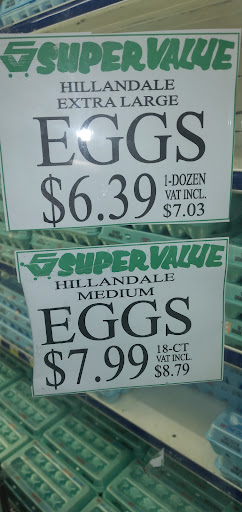 SUPERVALUE
HILLANDALE
EXTRA LARGE
EGGS
$6.39 1-DOZEN
VAT INCL.
$7.03
SUPERVALUE
HILLANDALE
MEDIUM
EGGS
$7.99 18-CT
VAT INCL.
$8.79